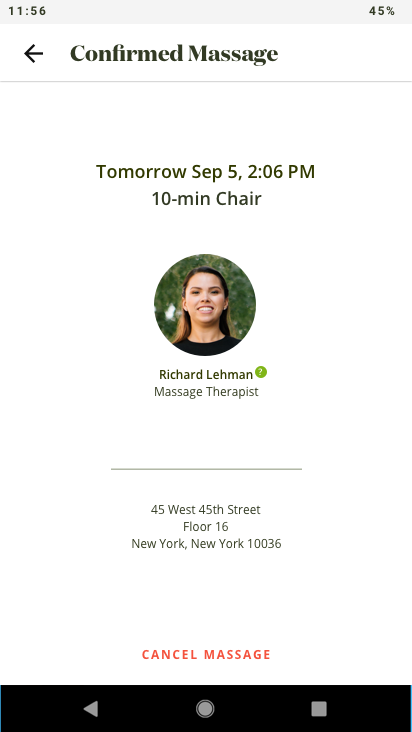 11:56
45%
Confirmed Massage
Tomorrow Sep 5, 2:06 PM
10-min Chair
Richard Lehman ?
Massage Therapist
45 West 45th Street
Floor 16
New York, New York 10036
CANCEL MASSAGE